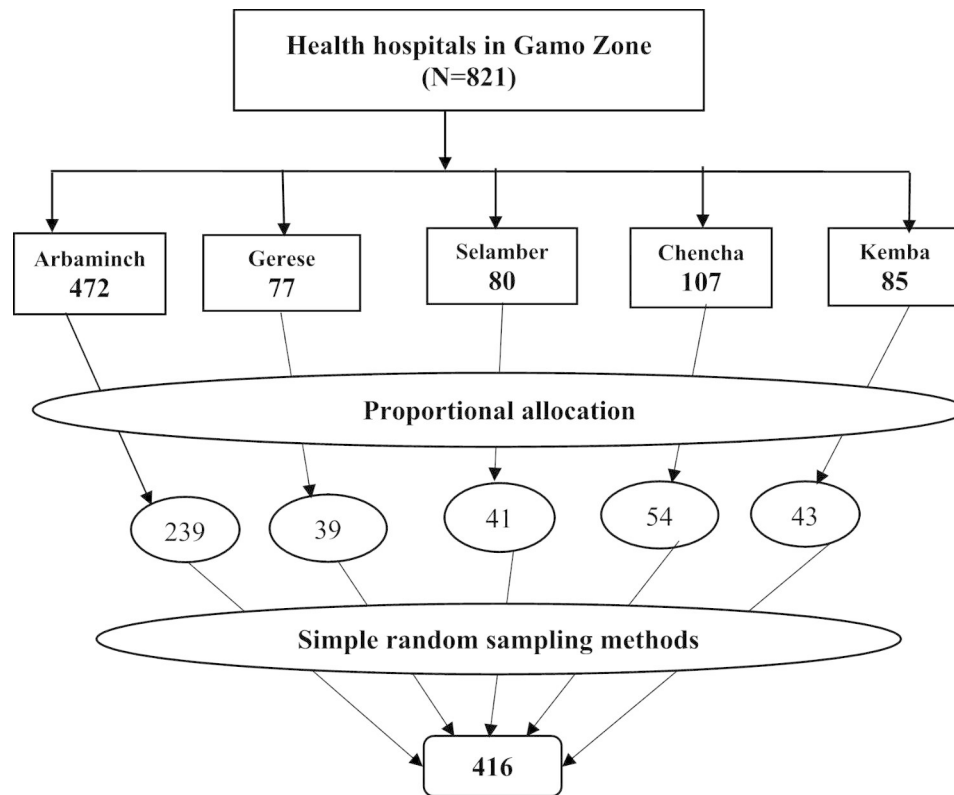 Health hospitals in Gamo Zone
(N=821)
Arbaminch
472
Gerese
77
Selamber
80
Chencha
107
Kemba
85
Proportional allocation
239
39
41
54
43
Simple random sampling methods
416